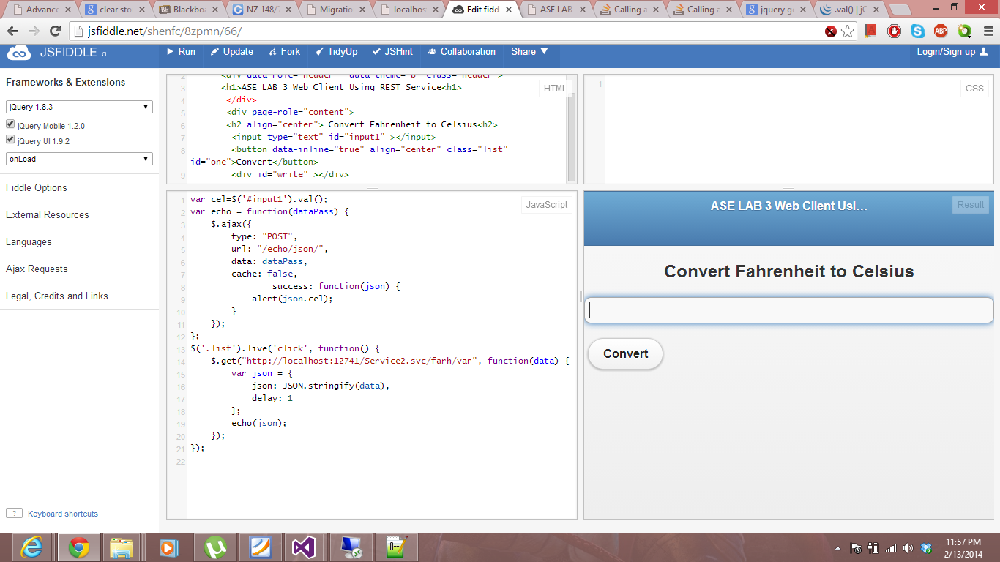 Advance
clear sto
Blackboa
NZ 148/
Migratio
localhos
Edit fidd
ASE LAB
Calling a
Calling a
jquery ge
.val() | jC
jsfiddle.net/shenfc/8zpmn/66/
JSFIDDLE α
Run
Update
Fork
TidyUp
JSHint
Collaboration
Share
Login/Sign up
Frameworks & Extensions
jQuery 1.8.3
jQuery Mobile 1.2.0
jQuery UI 1.9.2
onLoad
Fiddle Options
External Resources
Languages
Ajax Requests
Legal, Credits and Links
? Keyboard shortcuts
HTML
2 <div data-role="header" data-theme="b" class="header">
3 <h1>ASE LAB 3 Web Client Using REST Service<h1>
4 </div>
5 <div page-role="content">
6 <h2 align="center"> Convert Fahrenheit to Celsius<h2>
7 <input type="text" id="input1" ></input>
8 <button data-inline="true" align="center" class="list"
id="one">Convert</button>
9 <div id="write" ></div>
CSS
1
JavaScript
1 var cel=$('#input1').val();
2 var echo = function(dataPass) {
3 $.ajax({
4 type: "POST",
5 url: "/echo/json/",
6 data: dataPass,
7 cache: false,
8 success: function(json) {
9 alert(json.cel);
10 }
11 });
12 };
13 $('.list').live('click', function() {
14 $.get("http://localhost:12741/Service2.svc/farh/var", function(data) {
15 var json = {
16 json: JSON.stringify(data),
17 delay: 1
18 };
19 echo(json);
20 });
21 });
22
ASE LAB 3 Web Client Usi...
Result
Convert Fahrenheit to Celsius
Convert
11:57 PM
2/13/2014